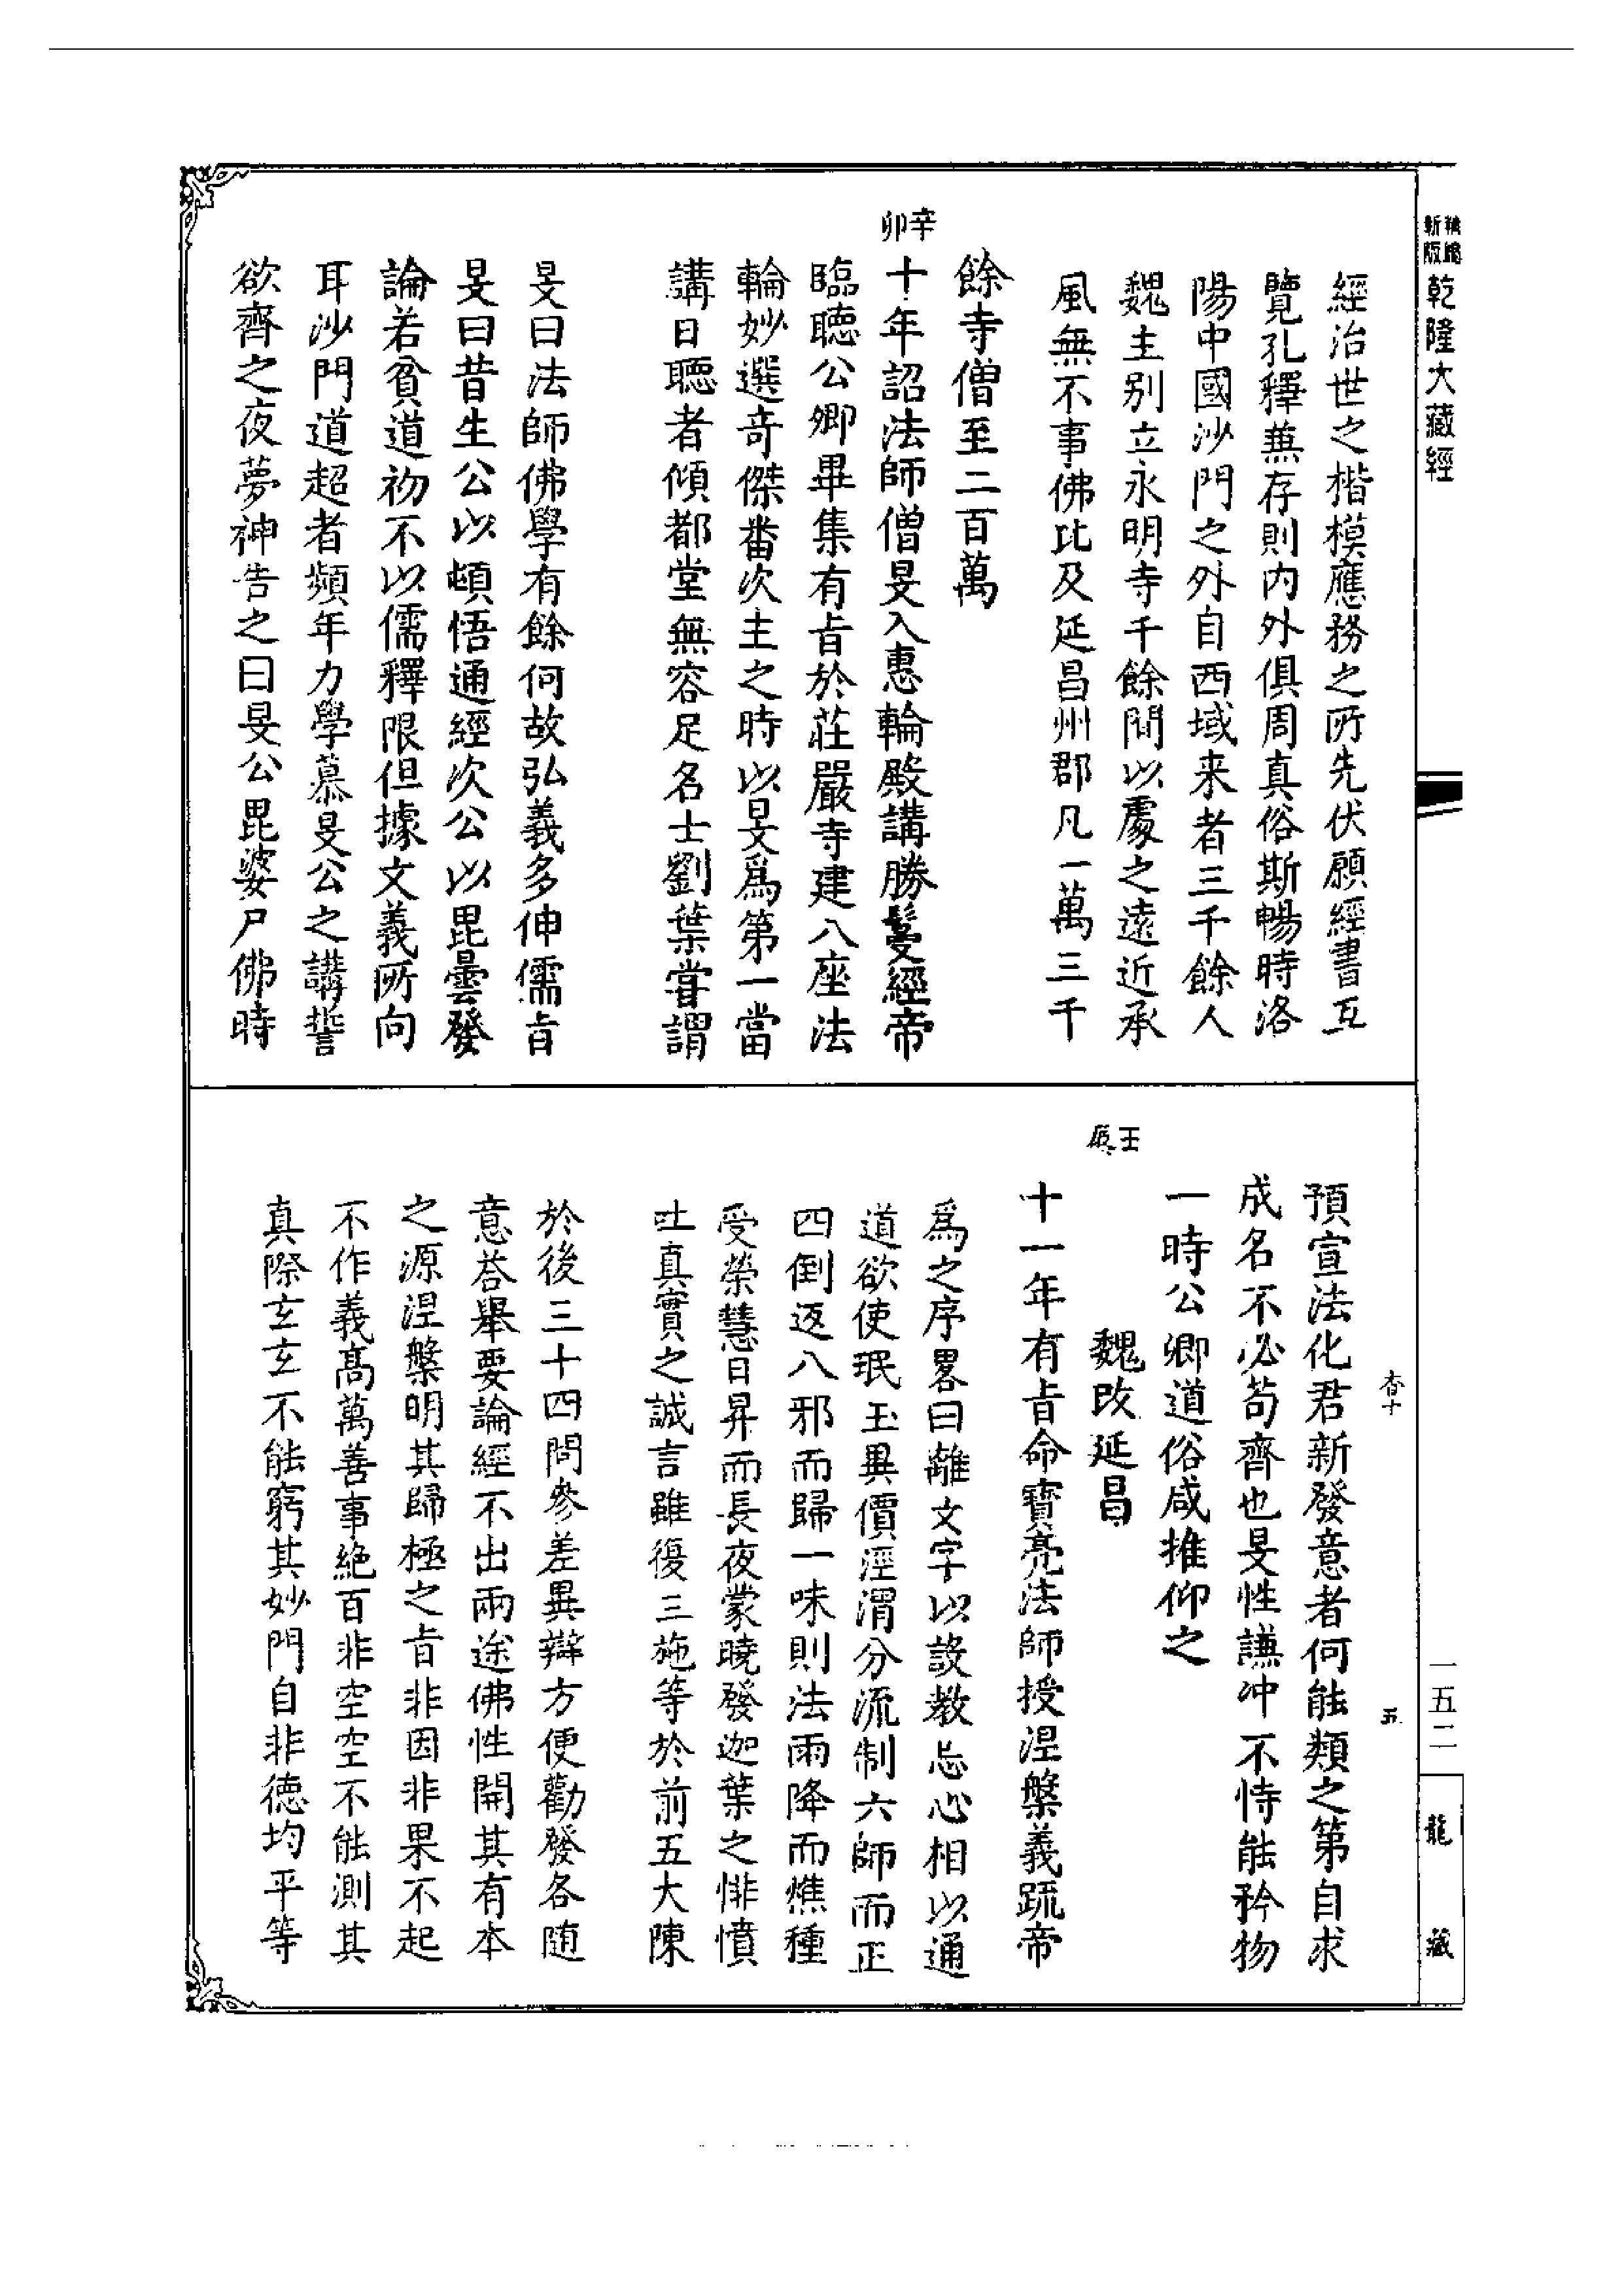 新編縮版乾隆大藏經
經治世之楷模應務之所先伏願經書互
覽孔釋蕪存則內外俱周真俗斯暢時洛
陽中國沙門之外自西域来者三千餘人
魏主别立永明寺千餘間以處之遠近承
風無不事佛比及延昌州郡凡一萬三千
餘寺僧至二百萬
辛卯
十年詔法師僧旻入惠輪殿講勝鬘經帝
臨聽公卿畢集有旨於莊嚴寺建八座法
輪妙選竒傑番次主之時以旻爲第一當
講日聽者傾都堂無容足名士劉葉甞謂
旻曰法師佛學有餘何故弘義多伸儒旨
旻曰昔生公以頓悟通經次公以毘曇發
論若貧道初不以儒釋限但據文義所向
耳沙門道超者頻年力學慕旻公之講誓
欲齊之夜夢神告之曰旻公毘婆尸佛時
預宣法化君新發意者何能類之第自求
成名不必苟齊也旻性謙冲不恃能矜物
一時公卿道俗咸推仰之
壬辰
魏改延昌
十一年有旨命寶亮法師授涅槃義疏帝
爲之序畧曰離文字以設教忘心相以通
道欲使珉玉異價涇渭分流制六師而正
四倒返八邪而歸一味則法雨降而燋種
受榮慧日昇而長夜蒙曉發迦葉之悱憤
吐真實之誠言雖復三施等於前五大陳
於後三十四問參差異辯方便勸發各随
意荅舉要論經不出兩途佛性開其有本
之源涅槃明其歸極之旨非因非果不起
不作義髙萬善事絶百非空空不能測其
真際玄玄不能窮其妙門自非德均平等
杳十
五
一五二
龍藏